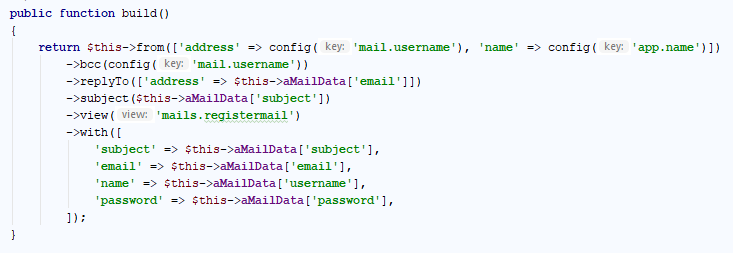 public function build()
{
    return $this->from(['address' => config( key: 'mail.username'), 'name' => config( key: 'app.name')])
        ->bcc(config( key: 'mail.username'))
        ->replyTo(['address' => $this->aMailData['email']])
        ->subject($this->aMailData['subject'])
        ->view( view: 'mails.registermail')
        ->with([
            'subject' => $this->aMailData['subject'],
            'email' => $this->aMailData['email'],
            'name' => $this->aMailData['username'],
            'password' => $this->aMailData['password'],
        ]);
}